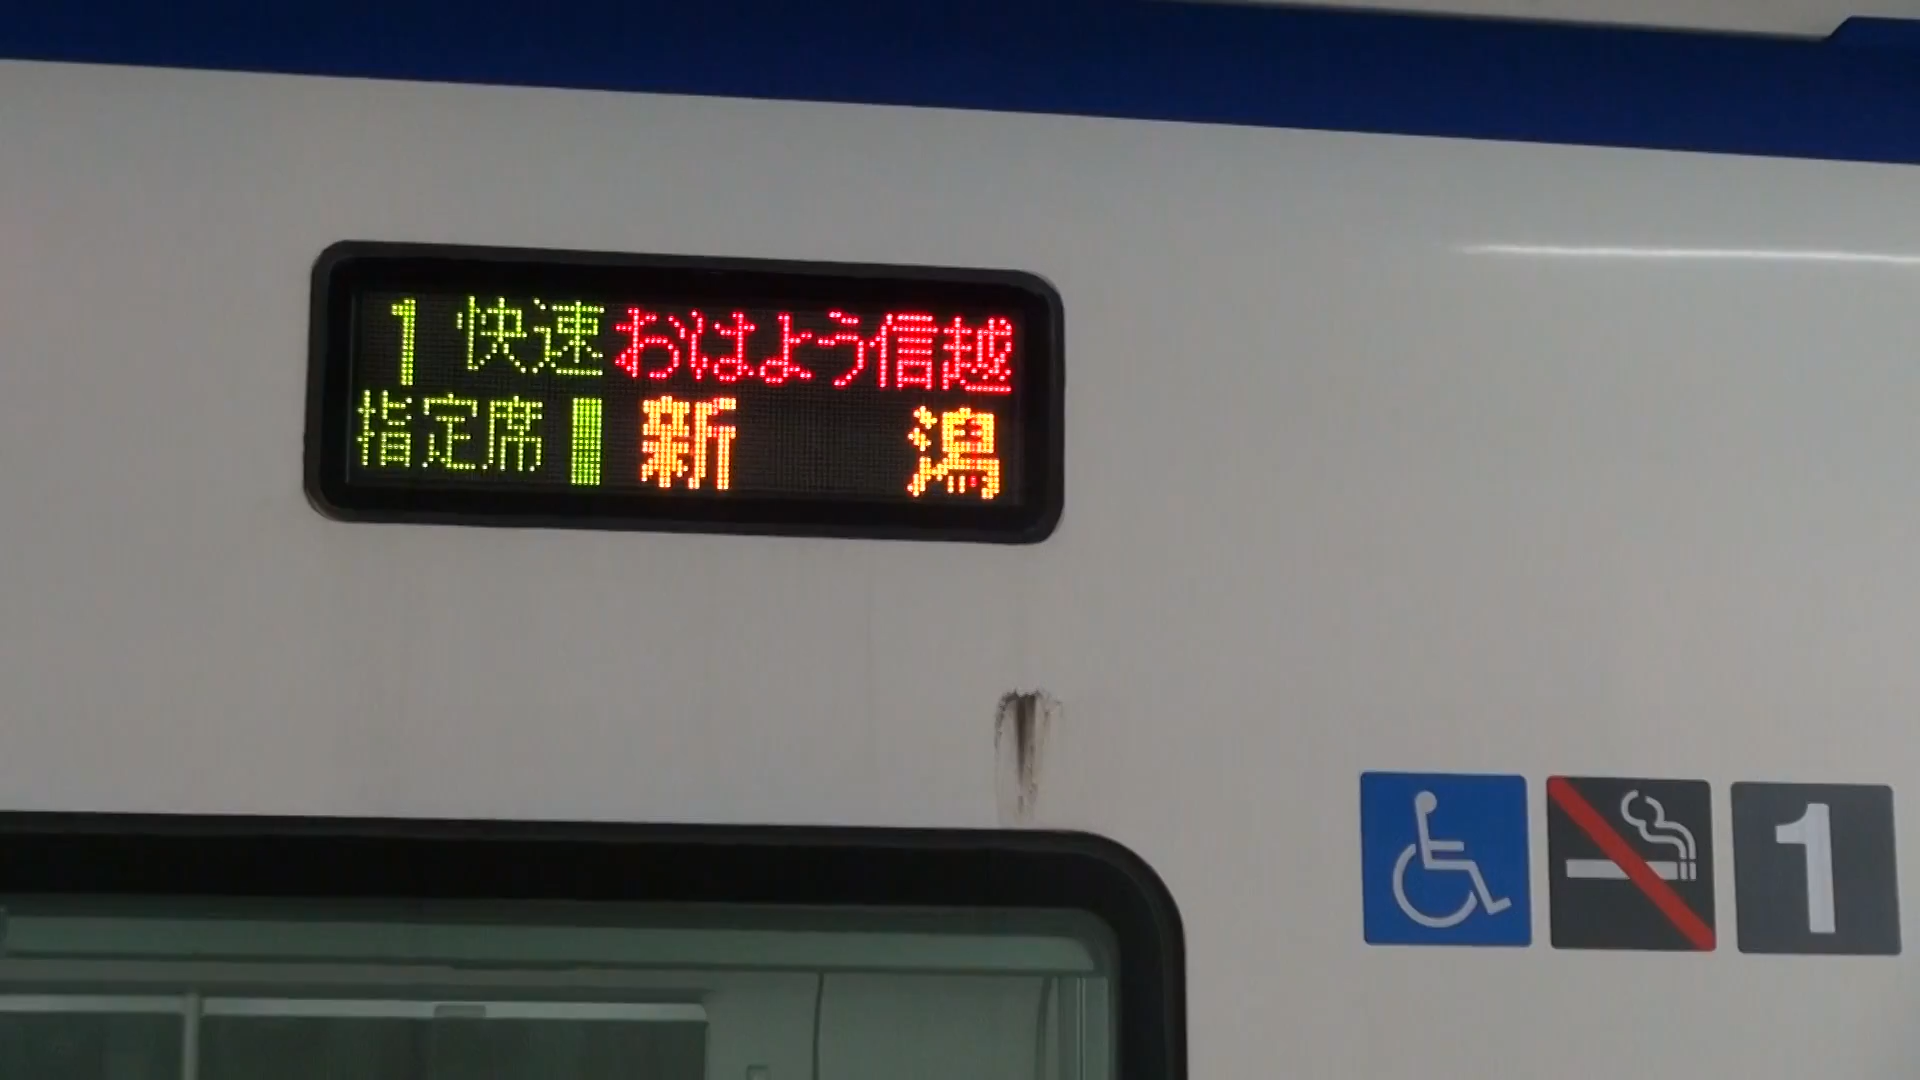 1 快速 おはよう信越
指定席 新 潟
1